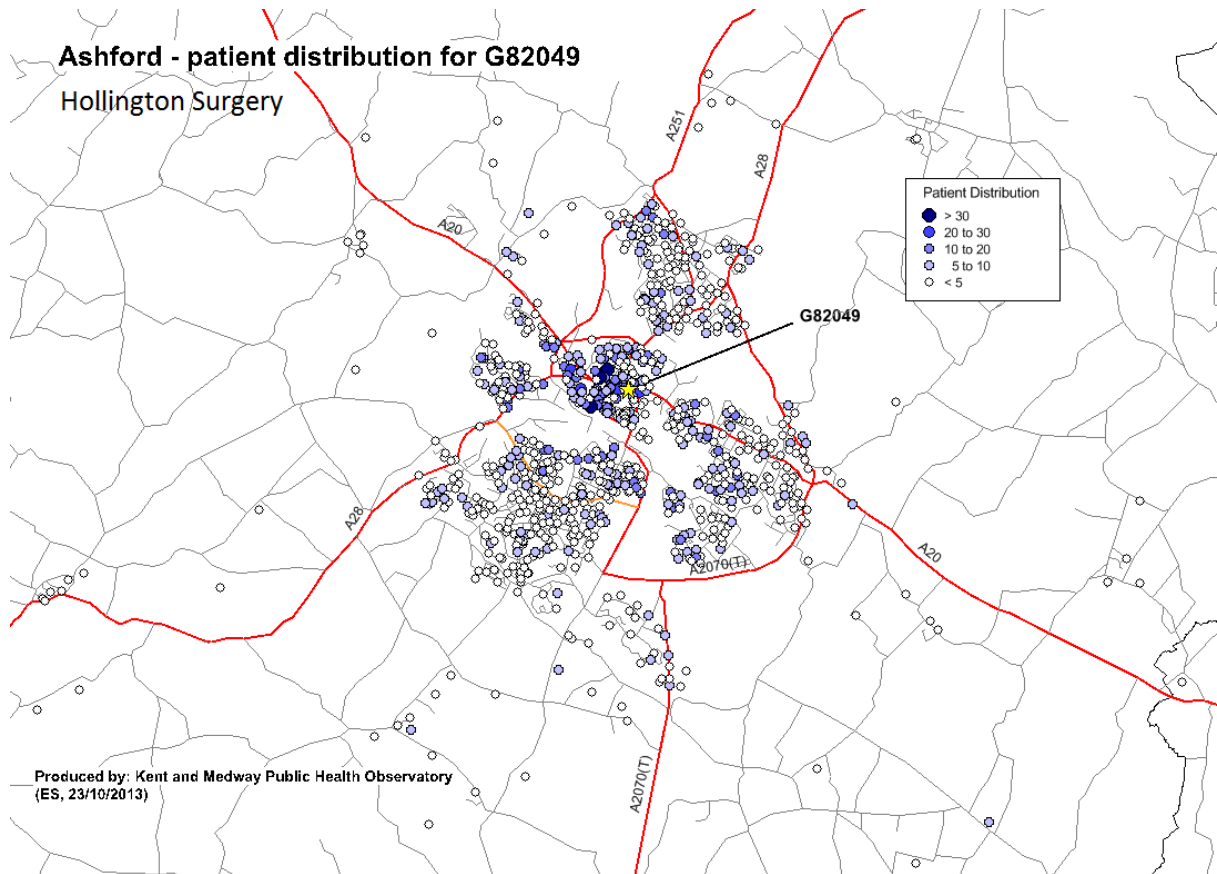 Ashford - patient distribution for G82049
Hollington Surgery
A251
A28
Patient Distribution
> 30
20 to 30
10 to 20
5 to 10
< 5
A20
G82049
A28
A20
A2070(T)
A2070(T)
Produced by: Kent and Medway Public Health Observatory
(ES, 23/10/2013)